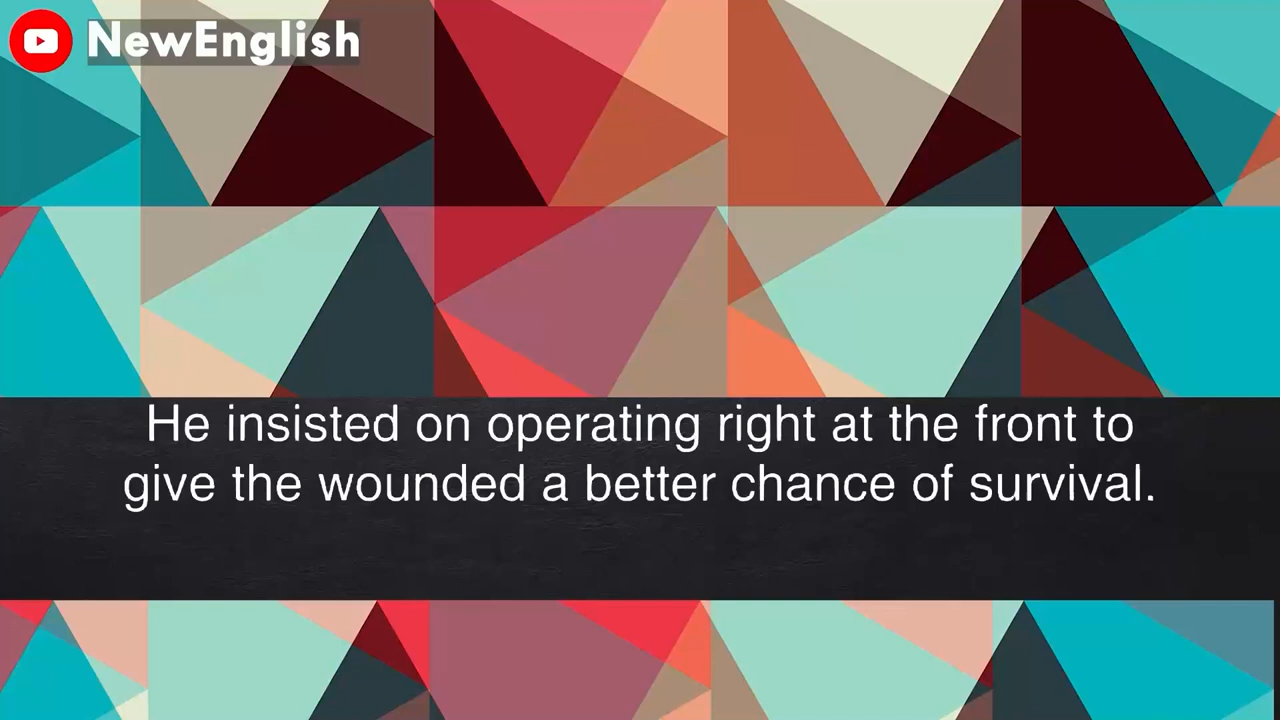 NewEnglish
He insisted on operating right at the front to
give the wounded a better chance of survival.